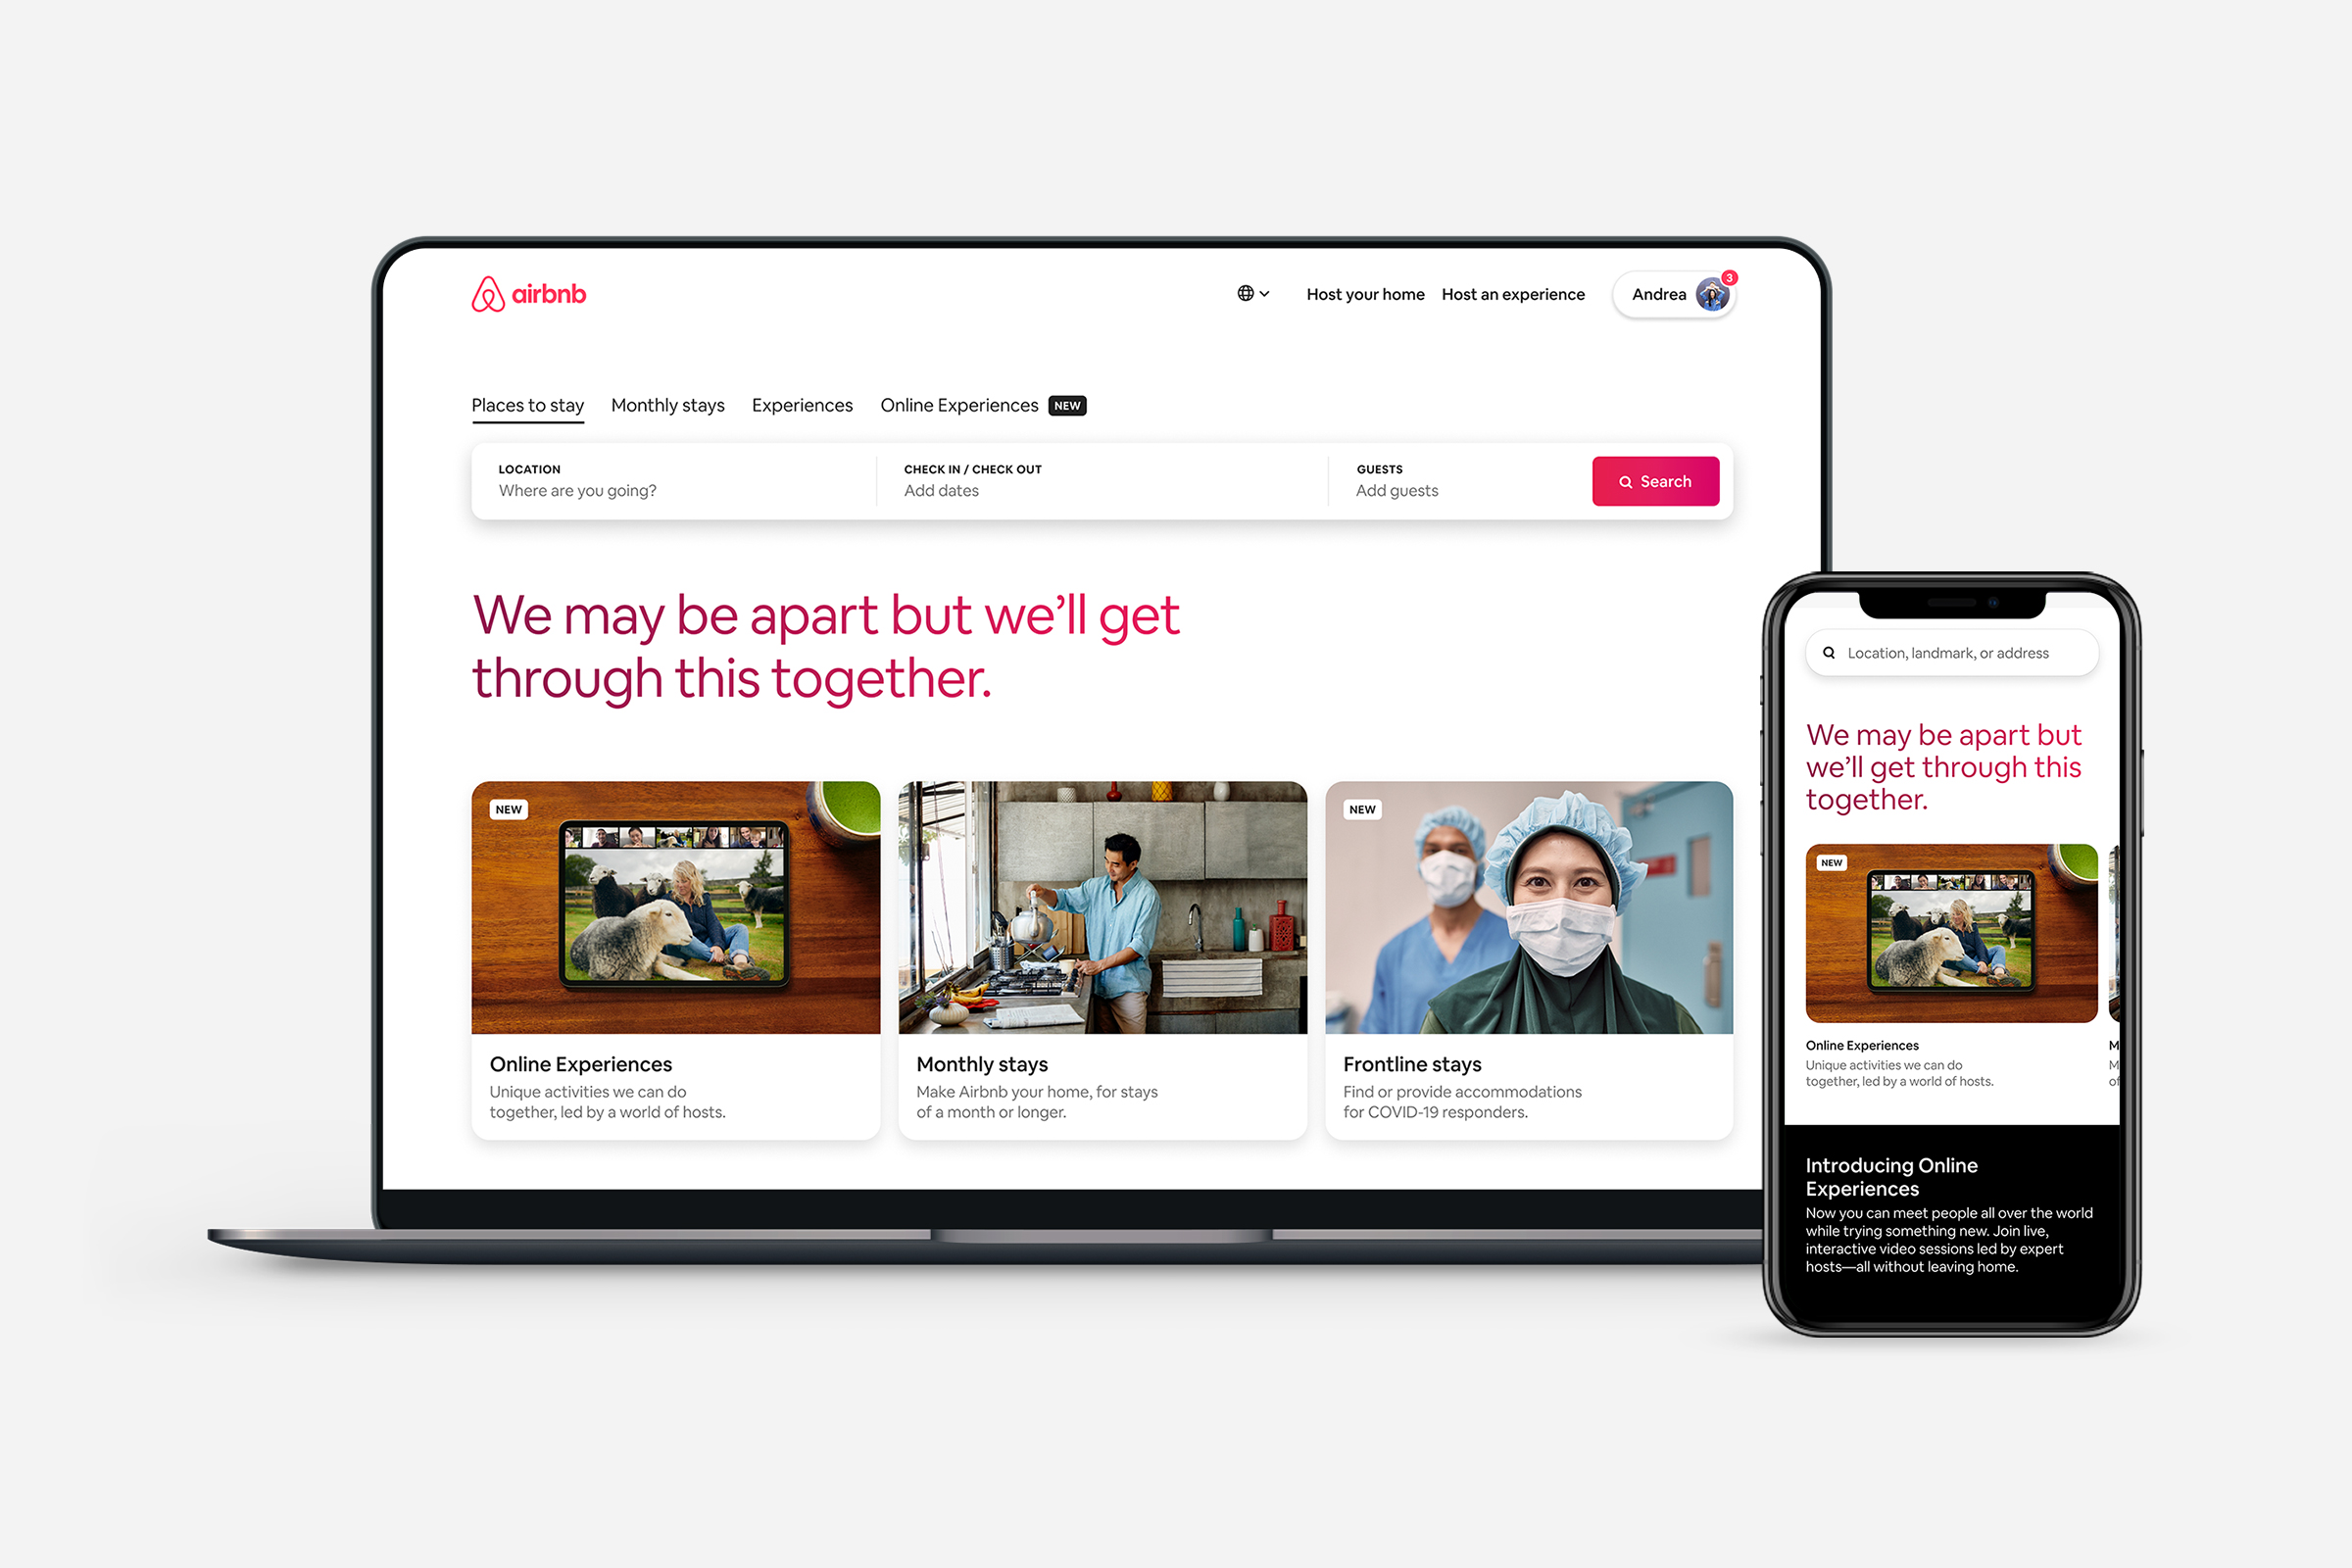 airbnb
Host your home
Host an experience
Andrea
3
Places to stay
Monthly stays
Experiences
Online Experiences
NEW
LOCATION
Where are you going?
CHECK IN / CHECK OUT
Add dates
GUESTS
Add guests
Search
We may be apart but we’ll get
through this together.
NEW
Online Experiences
Unique activities we can do
together, led by a world of hosts.
Monthly stays
Make Airbnb your home, for stays
of a month or longer.
NEW
Frontline stays
Find or provide accommodations
for COVID-19 responders.
Location, landmark, or address
We may be apart but
we’ll get through this
together.
NEW
Online Experiences
Unique activities we can do
together, led by a world of hosts.
M
M
of
Introducing Online
Experiences
Now you can meet people all over the world
while trying something new. Join live,
interactive video sessions led by expert
hosts—all without leaving home.